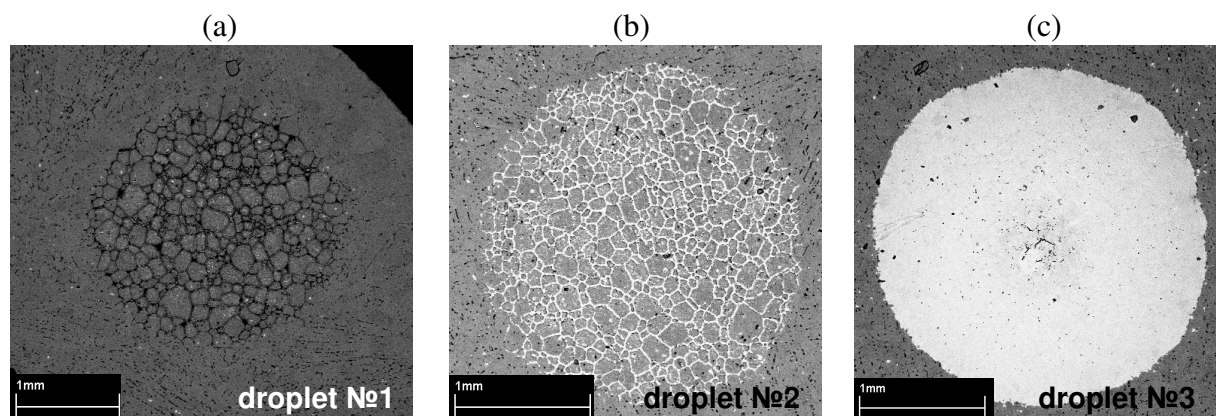 (a) (b) (c)
1mm droplet №1
1mm droplet №2
1mm droplet №3